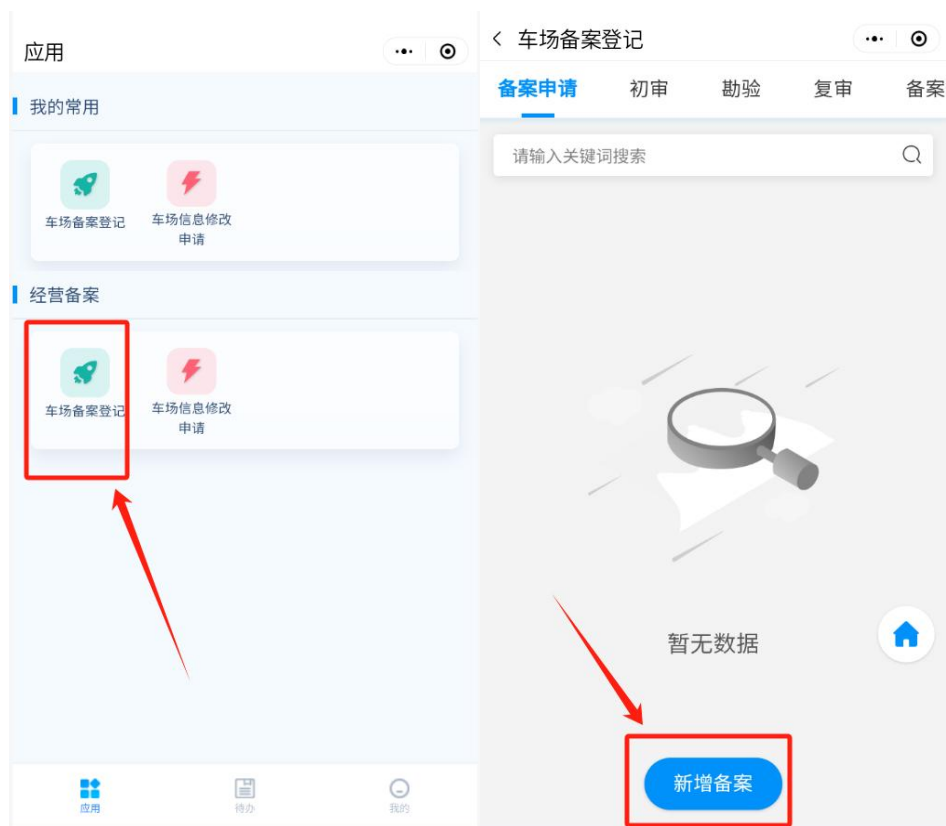 应用
我的常用
车场备案登记
车场信息修改
申请
经营备案
车场备案登记
车场信息修改
申请
应用
待办
我的
车场备案登记
备案申请 初审 勘验 复审 备案
请输入关键词搜索
暂无数据
新增备案